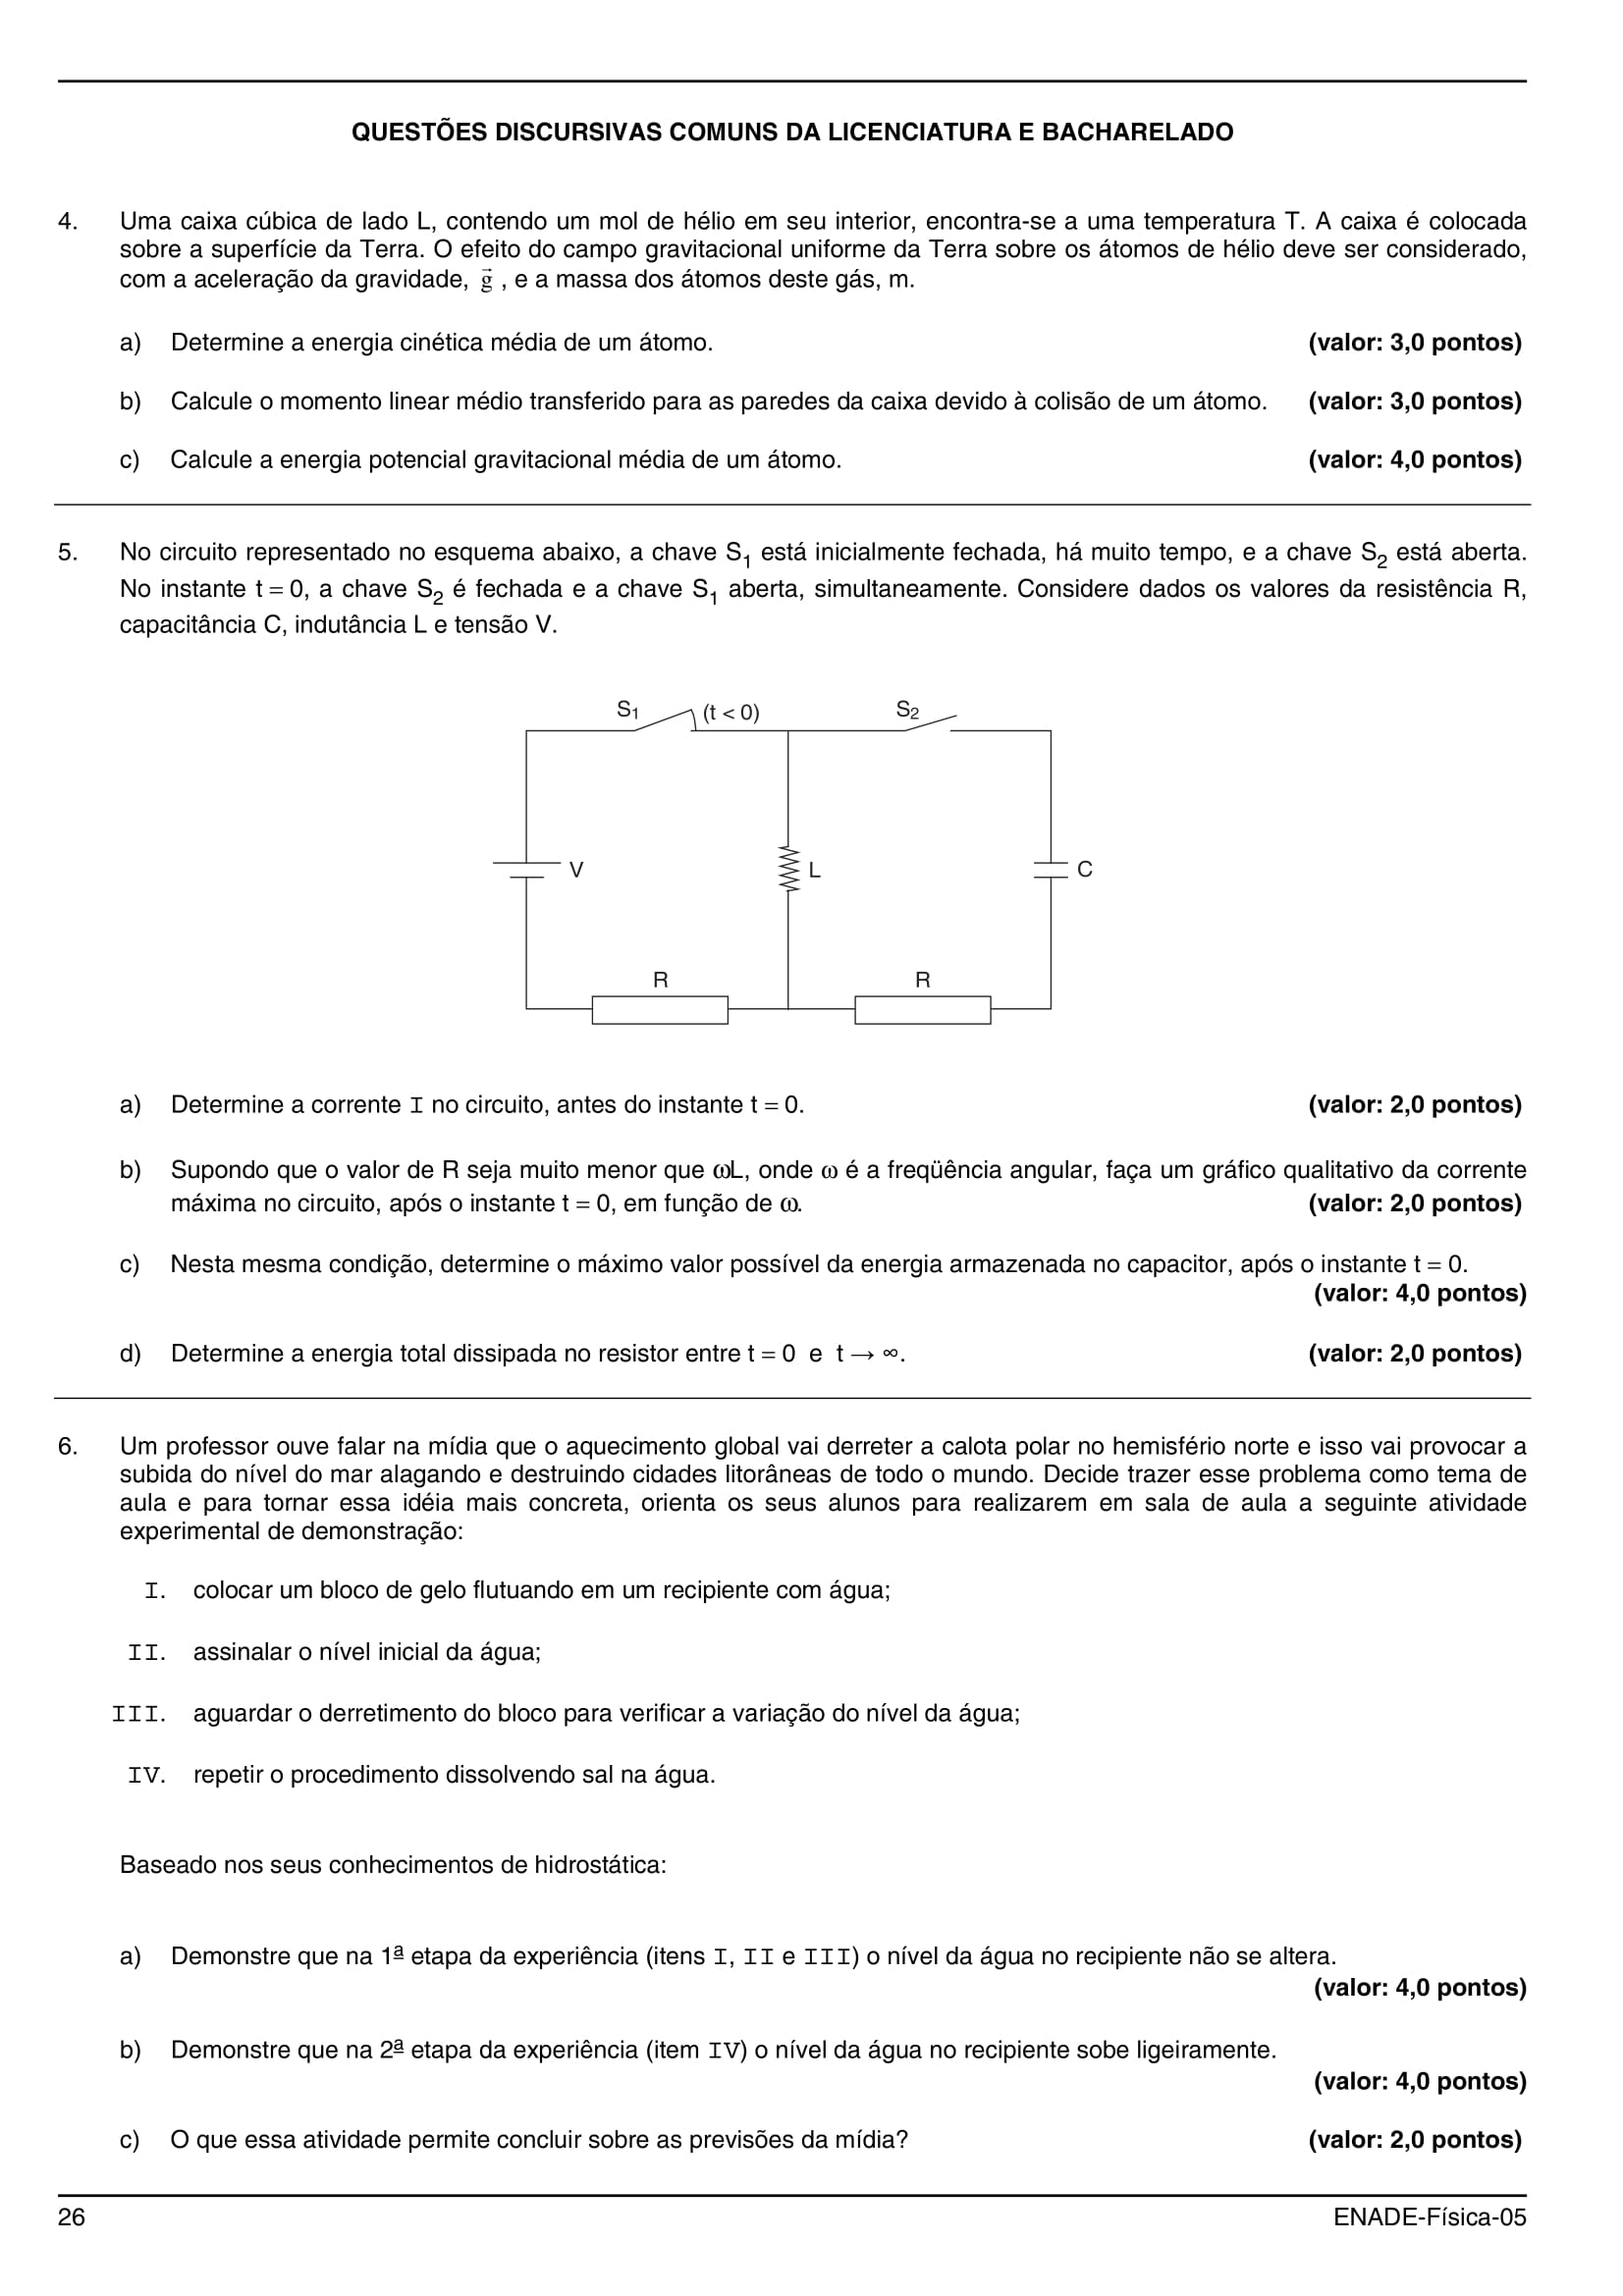 QUESTÕES DISCURSIVAS COMUNS DA LICENCIATURA E BACHARELADO
4. Uma caixa cúbica de lado L, contendo um mol de hélio em seu interior, encontra-se a uma temperatura T. A caixa é colocada
sobre a superfície da Terra. O efeito do campo gravitacional uniforme da Terra sobre os átomos de hélio deve ser considerado,
com a aceleração da gravidade, g⃗ , e a massa dos átomos deste gás, m.
a) Determine a energia cinética média de um átomo. (valor: 3,0 pontos)
b) Calcule o momento linear médio transferido para as paredes da caixa devido à colisão de um átomo. (valor: 3,0 pontos)
c) Calcule a energia potencial gravitacional média de um átomo. (valor: 4,0 pontos)
5. No circuito representado no esquema abaixo, a chave S₁ está inicialmente fechada, há muito tempo, e a chave S₂ está aberta.
No instante t = 0, a chave S₂ é fechada e a chave S₁ aberta, simultaneamente. Considere dados os valores da resistência R,
capacitância C, indutância L e tensão V.
S₁ (t < 0) S₂
V L C
R R
a) Determine a corrente I no circuito, antes do instante t = 0. (valor: 2,0 pontos)
b) Supondo que o valor de R seja muito menor que ωL, onde ω é a freqüência angular, faça um gráfico qualitativo da corrente
máxima no circuito, após o instante t = 0, em função de ω. (valor: 2,0 pontos)
c) Nesta mesma condição, determine o máximo valor possível da energia armazenada no capacitor, após o instante t = 0.
(valor: 4,0 pontos)
d) Determine a energia total dissipada no resistor entre t = 0 e t → ∞. (valor: 2,0 pontos)
6. Um professor ouve falar na mídia que o aquecimento global vai derreter a calota polar no hemisfério norte e isso vai provocar a
subida do nível do mar alagando e destruindo cidades litorâneas de todo o mundo. Decide trazer esse problema como tema de
aula e para tornar essa idéia mais concreta, orienta os seus alunos para realizarem em sala de aula a seguinte atividade
experimental de demonstração:
I. colocar um bloco de gelo flutuando em um recipiente com água;
II. assinalar o nível inicial da água;
III. aguardar o derretimento do bloco para verificar a variação do nível da água;
IV. repetir o procedimento dissolvendo sal na água.
Baseado nos seus conhecimentos de hidrostática:
a) Demonstre que na 1ª etapa da experiência (itens I, II e III) o nível da água no recipiente não se altera.
(valor: 4,0 pontos)
b) Demonstre que na 2ª etapa da experiência (item IV) o nível da água no recipiente sobe ligeiramente.
(valor: 4,0 pontos)
c) O que essa atividade permite concluir sobre as previsões da mídia? (valor: 2,0 pontos)
26 ENADE-Física-05